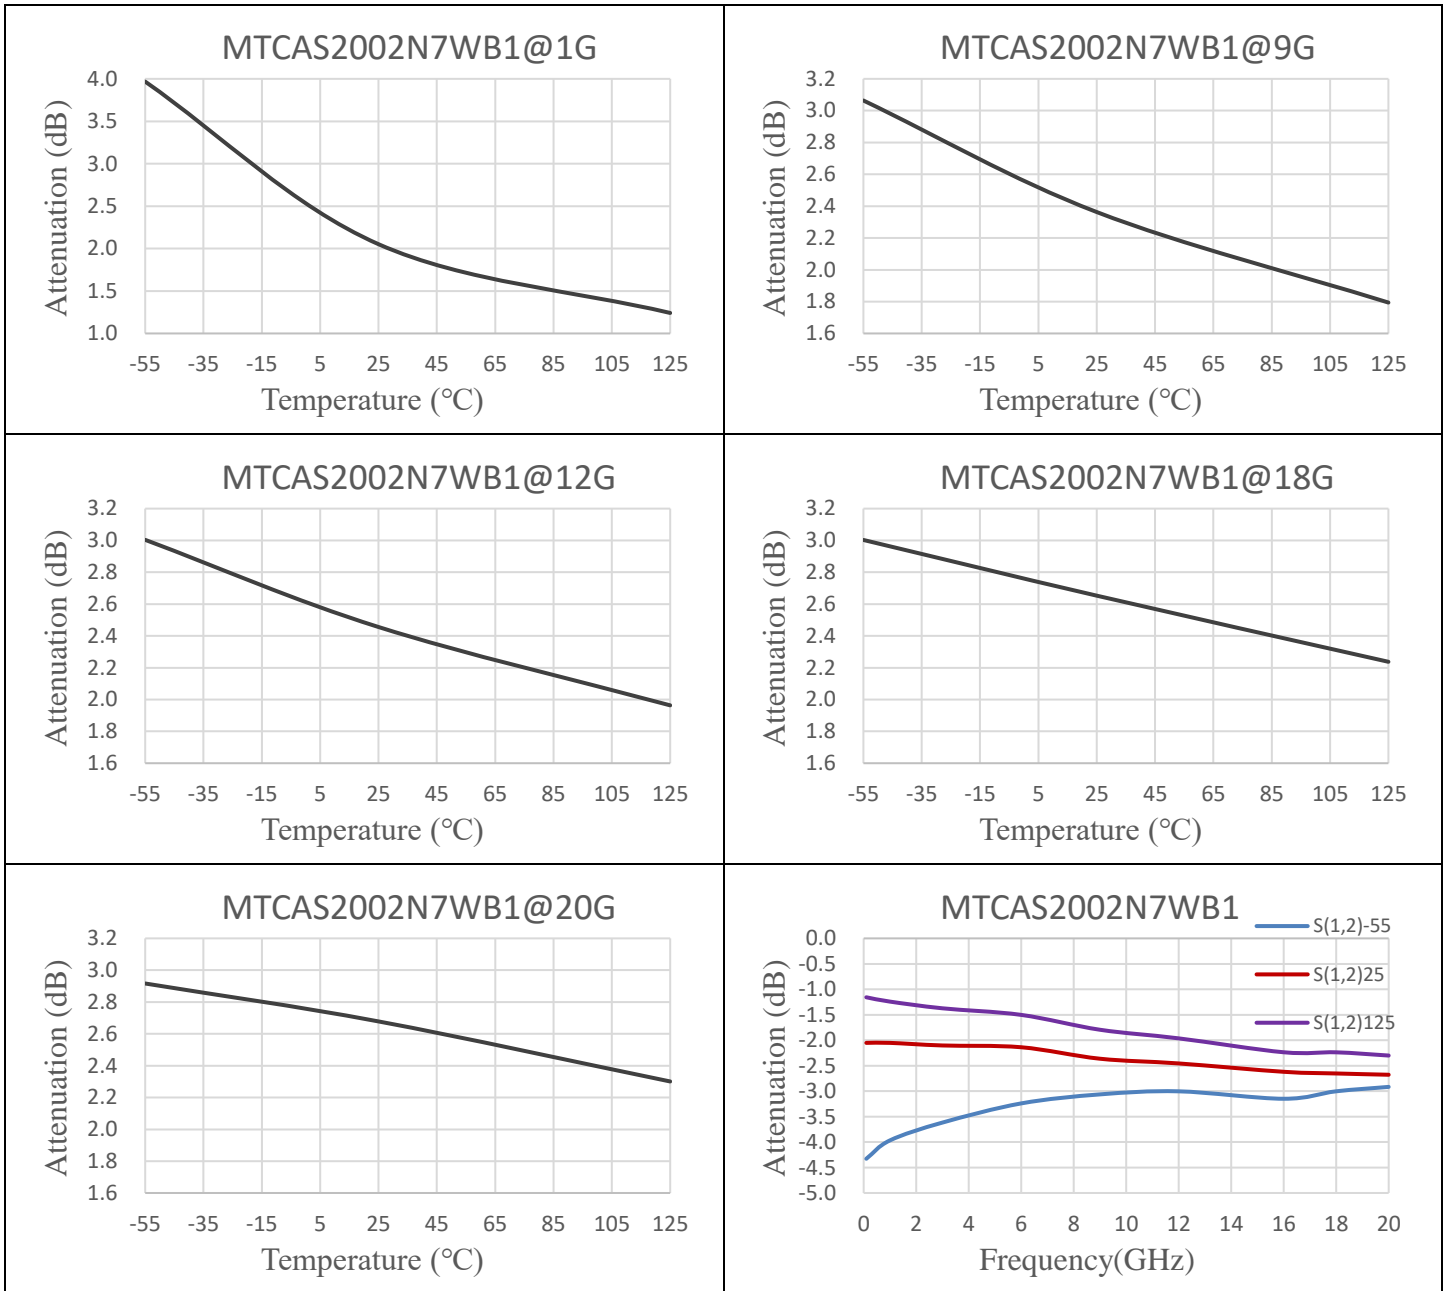 MTCAS2002N7WB1@1G
Attenuation (dB)
4.0
3.5
3.0
2.5
2.0
1.5
1.0
-55 -35 -15 5 25 45 65 85 105 125
Temperature (℃)
MTCAS2002N7WB1@9G
Attenuation (dB)
3.2
3.0
2.8
2.6
2.4
2.2
2.0
1.8
1.6
-55 -35 -15 5 25 45 65 85 105 125
Temperature (℃)
MTCAS2002N7WB1@12G
Attenuation (dB)
3.2
3.0
2.8
2.6
2.4
2.2
2.0
1.8
1.6
-55 -35 -15 5 25 45 65 85 105 125
Temperature (℃)
MTCAS2002N7WB1@18G
Attenuation (dB)
3.2
3.0
2.8
2.6
2.4
2.2
2.0
1.8
1.6
-55 -35 -15 5 25 45 65 85 105 125
Temperature (℃)
MTCAS2002N7WB1@20G
Attenuation (dB)
3.2
3.0
2.8
2.6
2.4
2.2
2.0
1.8
1.6
-55 -35 -15 5 25 45 65 85 105 125
Temperature (℃)
MTCAS2002N7WB1
Attenuation (dB)
0.0
-0.5
-1.0
-1.5
-2.0
-2.5
-3.0
-3.5
-4.0
-4.5
-5.0
S(1,2)-55
S(1,2)25
S(1,2)125
0 2 4 6 8 10 12 14 16 18 20
Frequency(GHz)